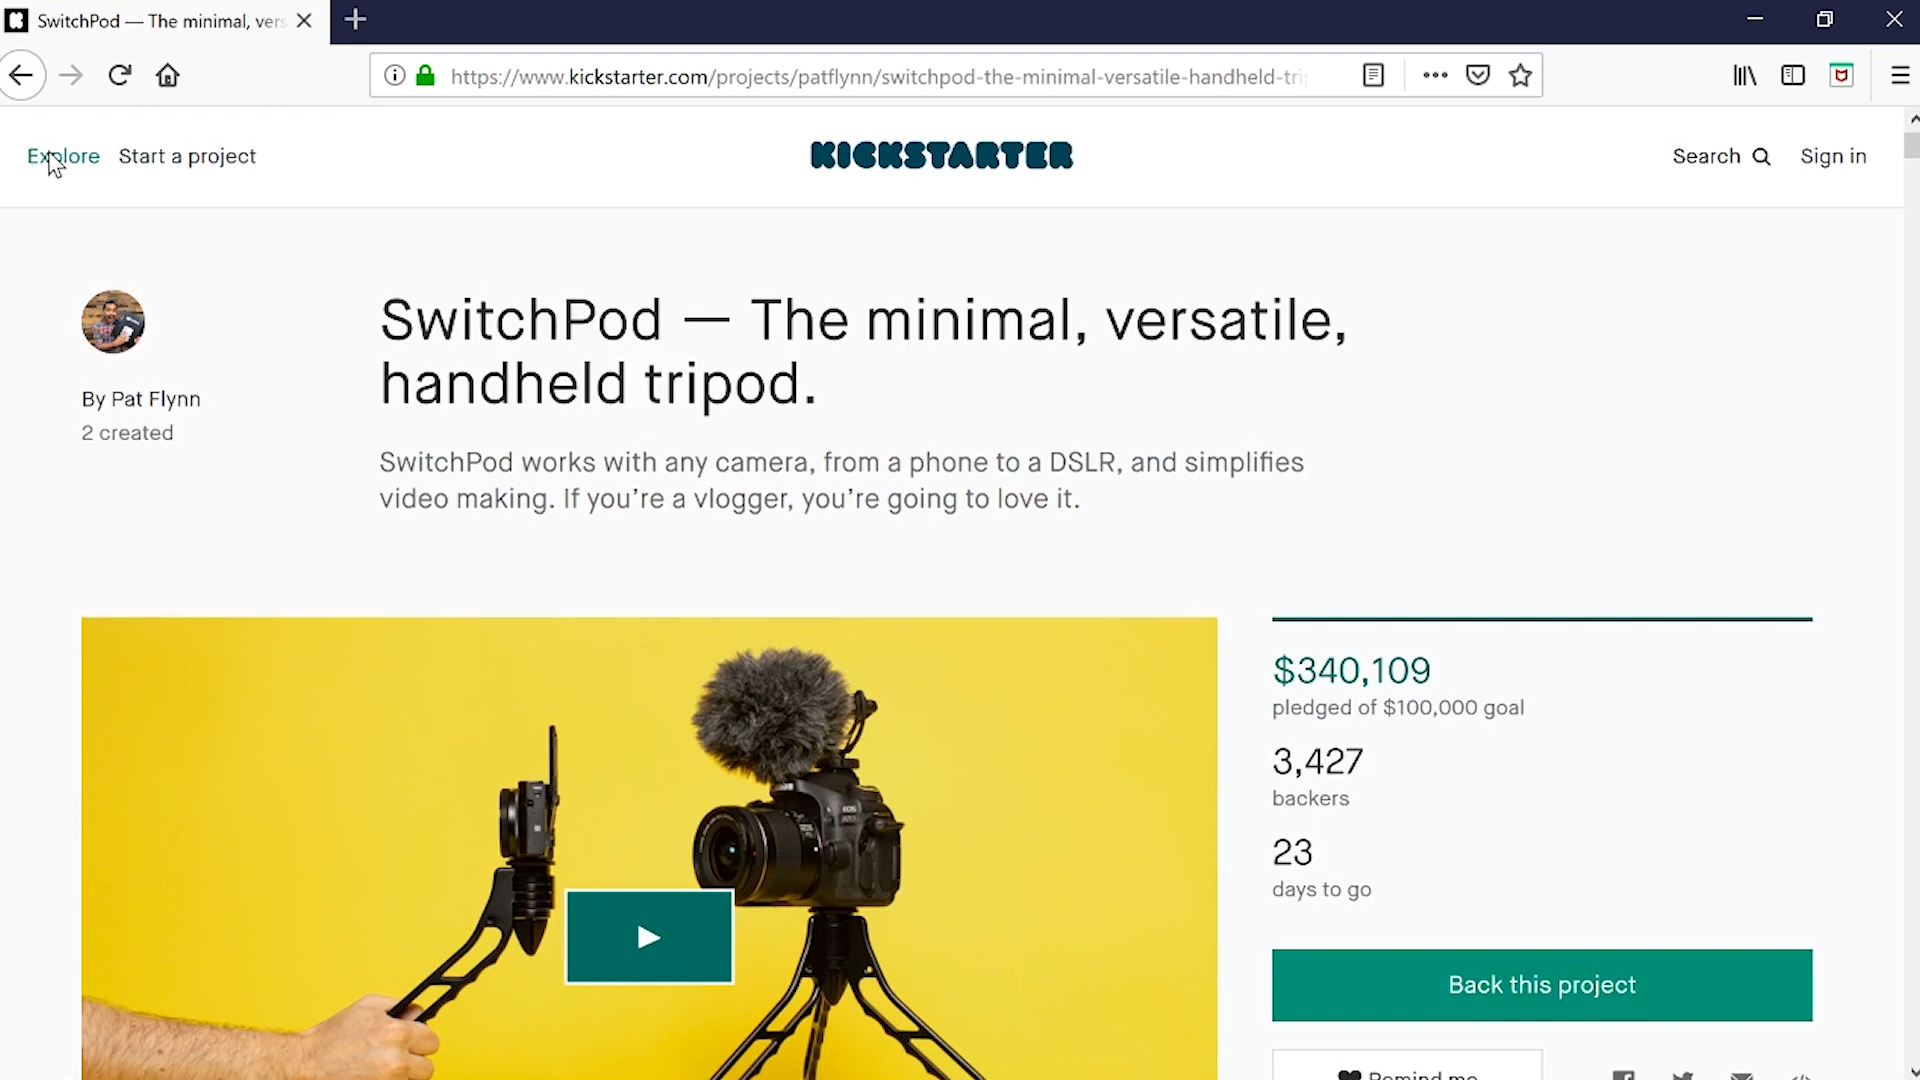 SwitchPod — The minimal, vers
https://www.kickstarter.com/projects/patflynn/switchpod-the-minimal-versatile-handheld-tri
Explore Start a project
KICKSTARTER
Search Sign in
SwitchPod — The minimal, versatile,
handheld tripod.
By Pat Flynn
2 created
SwitchPod works with any camera, from a phone to a DSLR, and simplifies
video making. If you’re a vlogger, you’re going to love it.
$340,109
pledged of $100,000 goal
3,427
backers
23
days to go
EOS
Back this project
Remind me